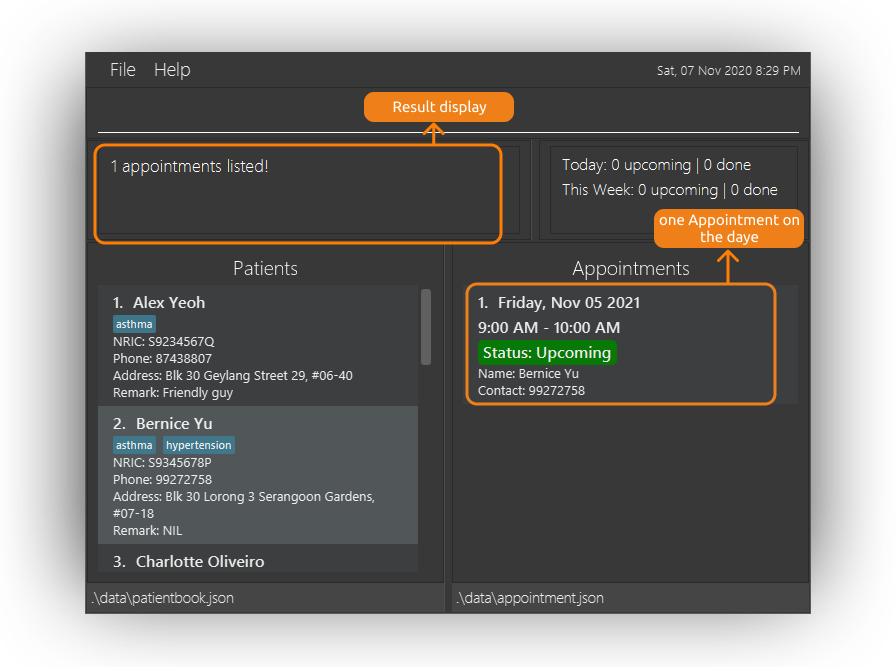 File Help
Sat, 07 Nov 2020 8:29 PM
Result display
1 appointments listed!
Today: 0 upcoming | 0 done
This Week: 0 upcoming | 0 done
one Appointment on
the daye
Patients
1. Alex Yeoh
asthma
NRIC: S9234567Q
Phone: 87438807
Address: Blk 30 Geylang Street 29, #06-40
Remark: Friendly guy
2. Bernice Yu
asthma hypertension
NRIC: S9345678P
Phone: 99272758
Address: Blk 30 Lorong 3 Serangoon Gardens,
#07-18
Remark: NIL
3. Charlotte Oliveiro
Appointments
1. Friday, Nov 05 2021
9:00 AM - 10:00 AM
Status: Upcoming
Name: Bernice Yu
Contact: 99272758
.\data\patientbook.json
.\data\appointment.json